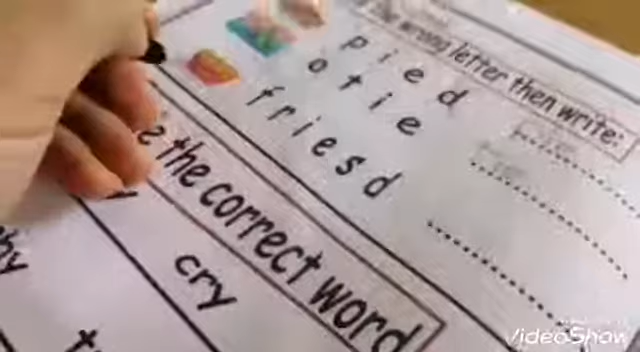 the wrong letter then write:
p i e d
o t i e
f r i e s d
the correct word
cry
VideoShow